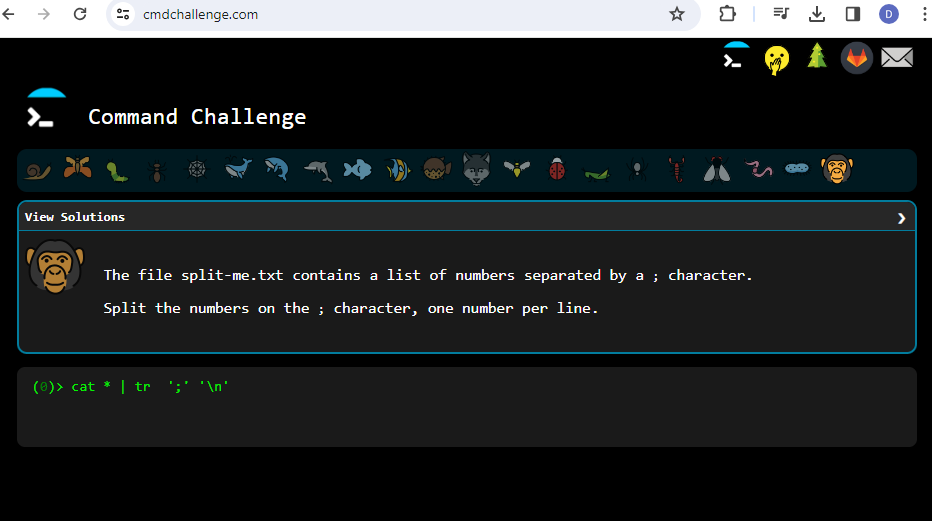 cmdchallenge.com
D
Command Challenge
View Solutions
The file split-me.txt contains a list of numbers separated by a ; character.
Split the numbers on the ; character, one number per line.
(0)> cat * | tr  ';' '\n'